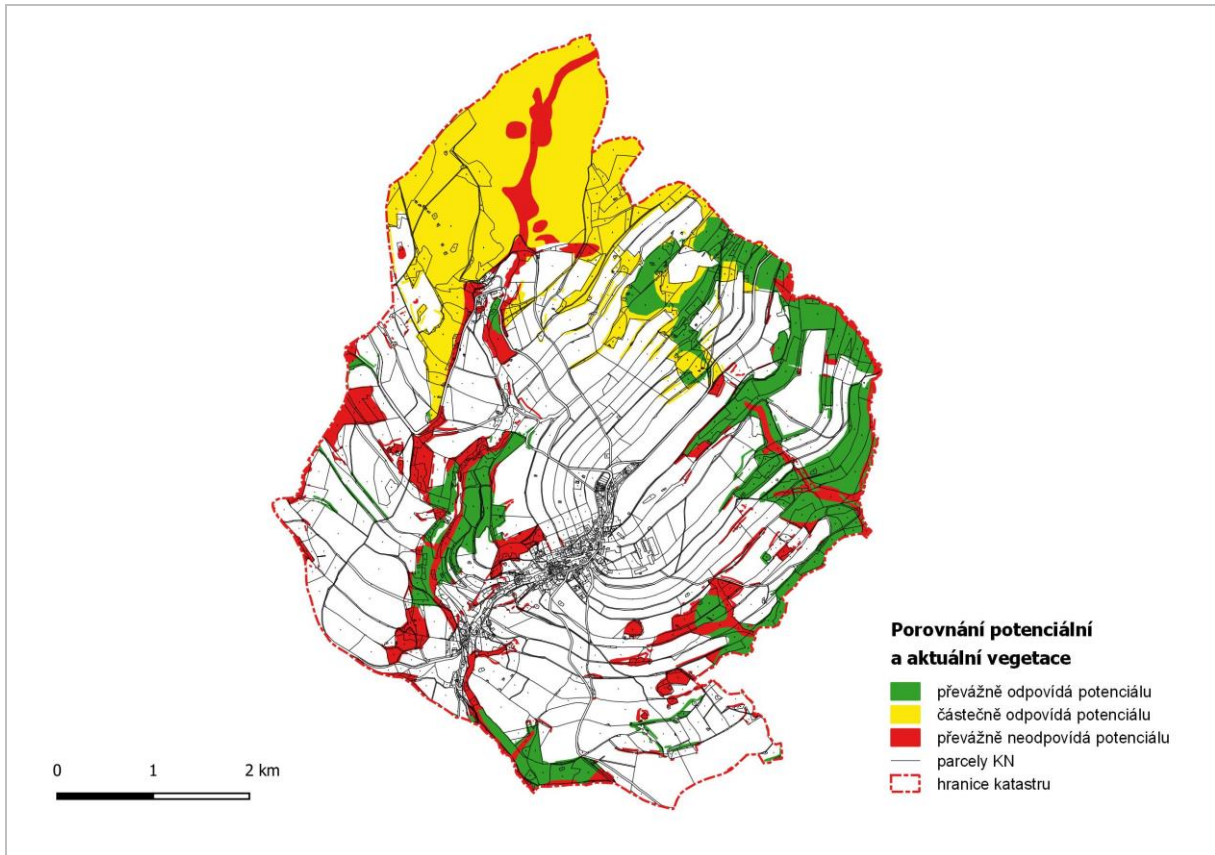 Porovnání potenciální
a aktuální vegetace
převážně odpovídá potenciálu
částečně odpovídá potenciálu
převážně neodpovídá potenciálu
parcely KN
hranice katastru
0 1 2 km